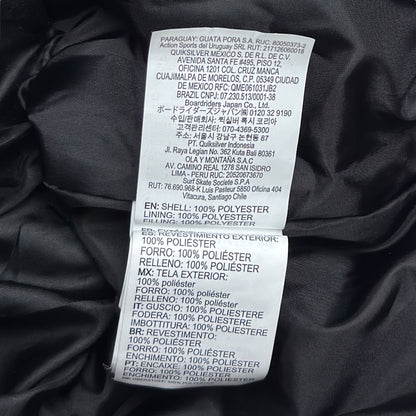 PARAGUAY: GUATA PORA S.A. RUC: 80050373-2
Action Sports del Uruguay SRL RUT: 217126060018
QUIKSILVER MÉXICO S. DE R.L. DE C.V.
AVENIDA SANTA FE #495, PISO 12,
OFICINA 1201 COL. CRUZ MANCA
CUAJIMALPA DE MORELOS, C.P. 05349 CIUDAD
DE MEXICO RFC: QME061031JB2
BRAZIL CNPJ: 07.230.513/0001-38
Boardriders Japan Co., Ltd.
ボードライダーズジャパン(株) ☎ 0120 32 9190
수입/판매회사: 퀵실버 록시 코리아
고객관리전화: 070-4369-5300
주소: 서울시 강남구 논현로 87
PT. Quiksilver Indonesia
Jl. Raya Legian No. 362 Kuta Bali 80361
OLA Y MONTAÑA S.A.C
AV. CAMINO REAL 1278 SAN ISIDRO
LIMA - PERU RUC: 20520673670
Surf Skate Societe S.P.A
RUT: 76.690.968-K Luis Pasteur 5850 Oficina 404
Vitacura, Santiago Chile
EN: SHELL: 100% POLYESTER
LINING: 100% POLYESTER
FILLING: 100% POLYESTER
ES: REVESTIMIENTO EXTERIOR:
100% POLIÉSTER
FORRO: 100% POLIÉSTER
RELLENO: 100% POLIÉSTER
MX: TELA EXTERIOR:
100% poliéster
FORRO: 100% poliéster
RELLENO: 100% poliéster
IT: GUSCIO: 100% POLIESTERE
FODERA: 100% POLIESTERE
IMBOTTITURA: 100% POLIESTERE
BR: REVESTIMENTO:
100% POLIÉSTER
FORRO: 100% POLIÉSTER
ENCHIMENTO: 100% POLIÉSTER
PT: ENCAIXE: 100% POLIÉSTER
FORRO: 100% POLIÉSTER
ENCHIMENTO: 100% POLIÉSTER